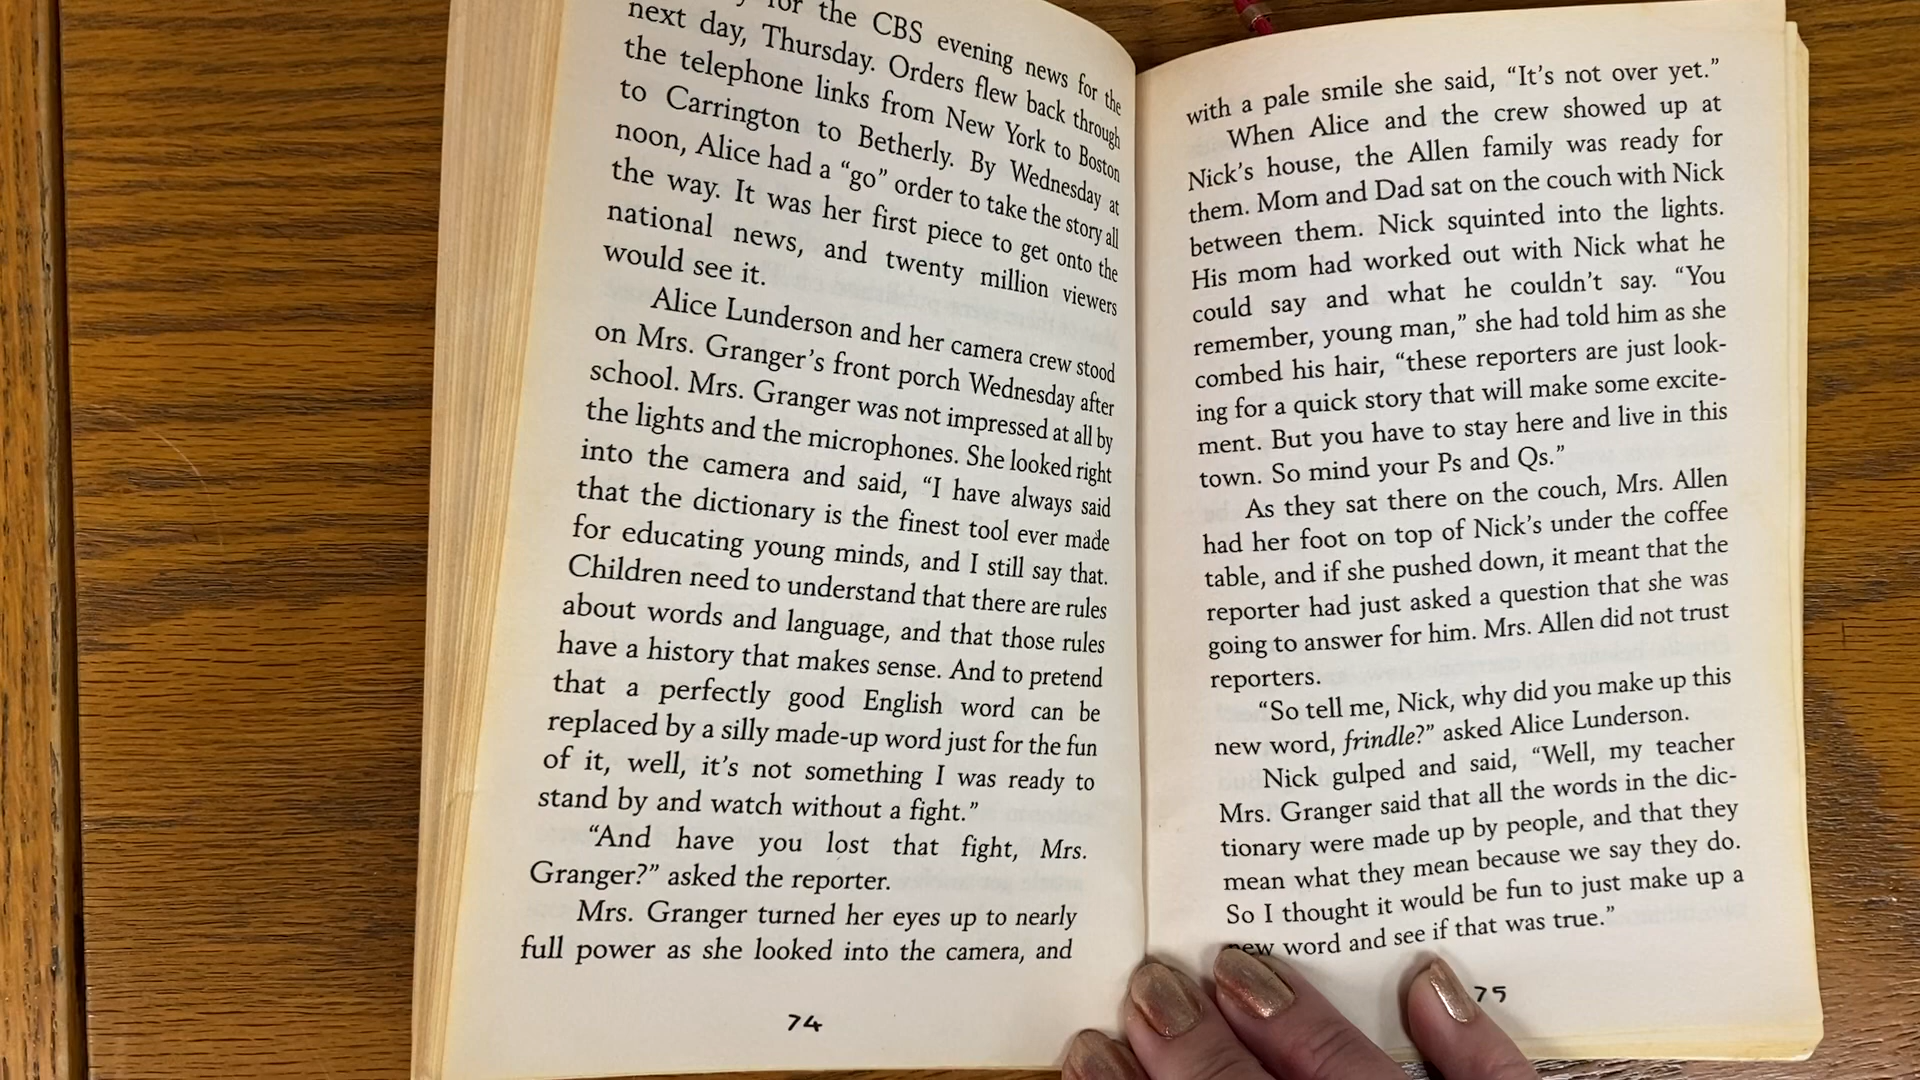 for the CBS evening news for the
next day, Thursday. Orders flew back through
the telephone links from New York to Boston
to Carrington to Betherly. By Wednesday at
noon, Alice had a “go” order to take the story all
the way. It was her first piece to get onto the
national news, and twenty million viewers
would see it.
Alice Lunderson and her camera crew stood
on Mrs. Granger’s front porch Wednesday after
school. Mrs. Granger was not impressed at all by
the lights and the microphones. She looked right
into the camera and said, “I have always said
that the dictionary is the finest tool ever made
for educating young minds, and I still say that.
Children need to understand that there are rules
about words and language, and that those rules
have a history that makes sense. And to pretend
that a perfectly good English word can be
replaced by a silly made-up word just for the fun
of it, well, it’s not something I was ready to
stand by and watch without a fight.”
“And have you lost that fight, Mrs.
Granger?” asked the reporter.
Mrs. Granger turned her eyes up to nearly
full power as she looked into the camera, and
74
with a pale smile she said, “It’s not over yet.”
When Alice and the crew showed up at
Nick’s house, the Allen family was ready for
them. Mom and Dad sat on the couch with Nick
between them. Nick squinted into the lights.
His mom had worked out with Nick what he
could say and what he couldn’t say. “You
remember, young man,” she had told him as she
combed his hair, “these reporters are just look-
ing for a quick story that will make some excite-
ment. But you have to stay here and live in this
town. So mind your Ps and Qs.”
As they sat there on the couch, Mrs. Allen
had her foot on top of Nick’s under the coffee
table, and if she pushed down, it meant that the
reporter had just asked a question that she was
going to answer for him. Mrs. Allen did not trust
reporters.
“So tell me, Nick, why did you make up this
new word, frindle?” asked Alice Lunderson.
Nick gulped and said, “Well, my teacher
Mrs. Granger said that all the words in the dic-
tionary were made up by people, and that they
mean what they mean because we say they do.
So I thought it would be fun to just make up a
new word and see if that was true.”
75